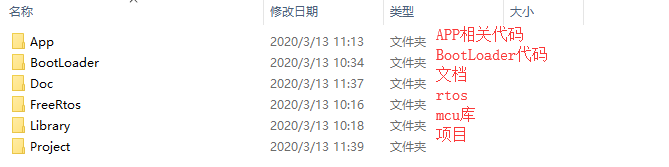 名称 修改日期 类型 大小
App 2020/3/13 11:13 文件夹 APP相关代码
BootLoader 2020/3/13 10:34 文件夹 BootLoader代码
Doc 2020/3/13 11:37 文件夹 文档
FreeRtos 2020/3/13 10:16 文件夹 rtos
Library 2020/3/13 10:18 文件夹 mcu库
Project 2020/3/13 11:39 文件夹 项目